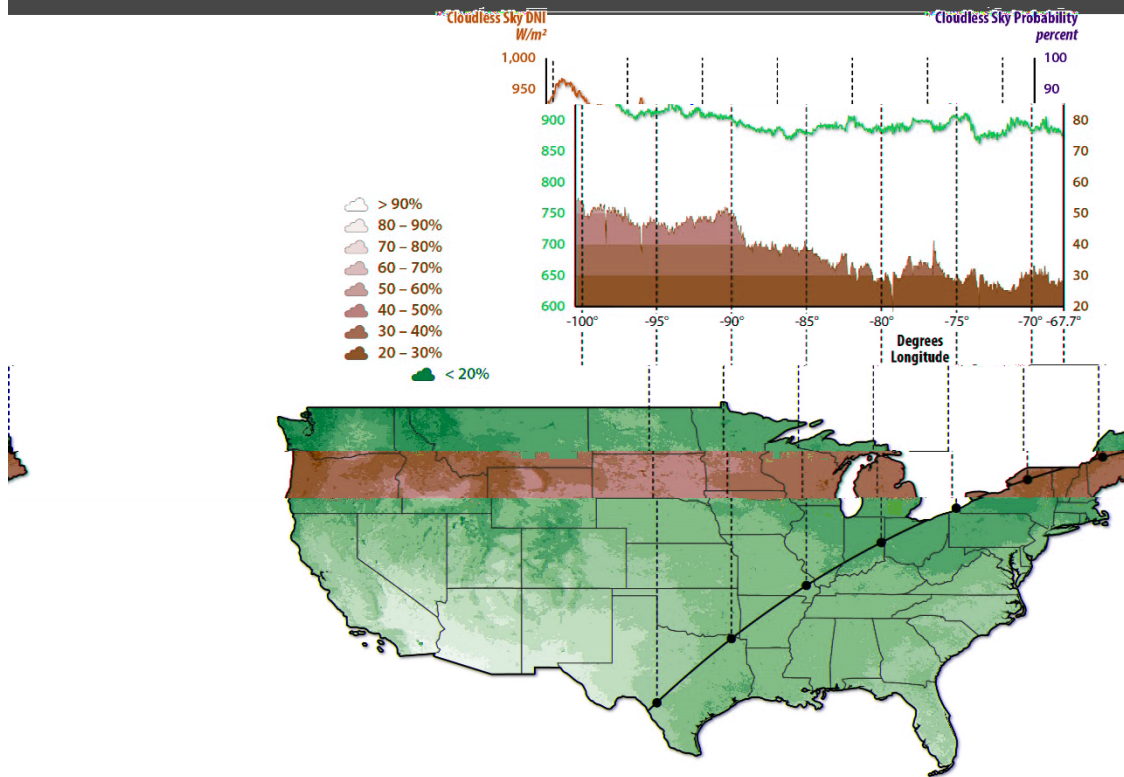 Cloudless Sky DNI
W/m²
Cloudless Sky Probability
percent
1,000
950
900
850
800
750
700
650
600
100
90
80
70
60
50
40
30
20
-100°
-95°
-90°
-85°
-80°
-75°
-70°
-67.7°
Degrees
Longitude
> 90%
80 – 90%
70 – 80%
60 – 70%
50 – 60%
40 – 50%
30 – 40%
20 – 30%
< 20%